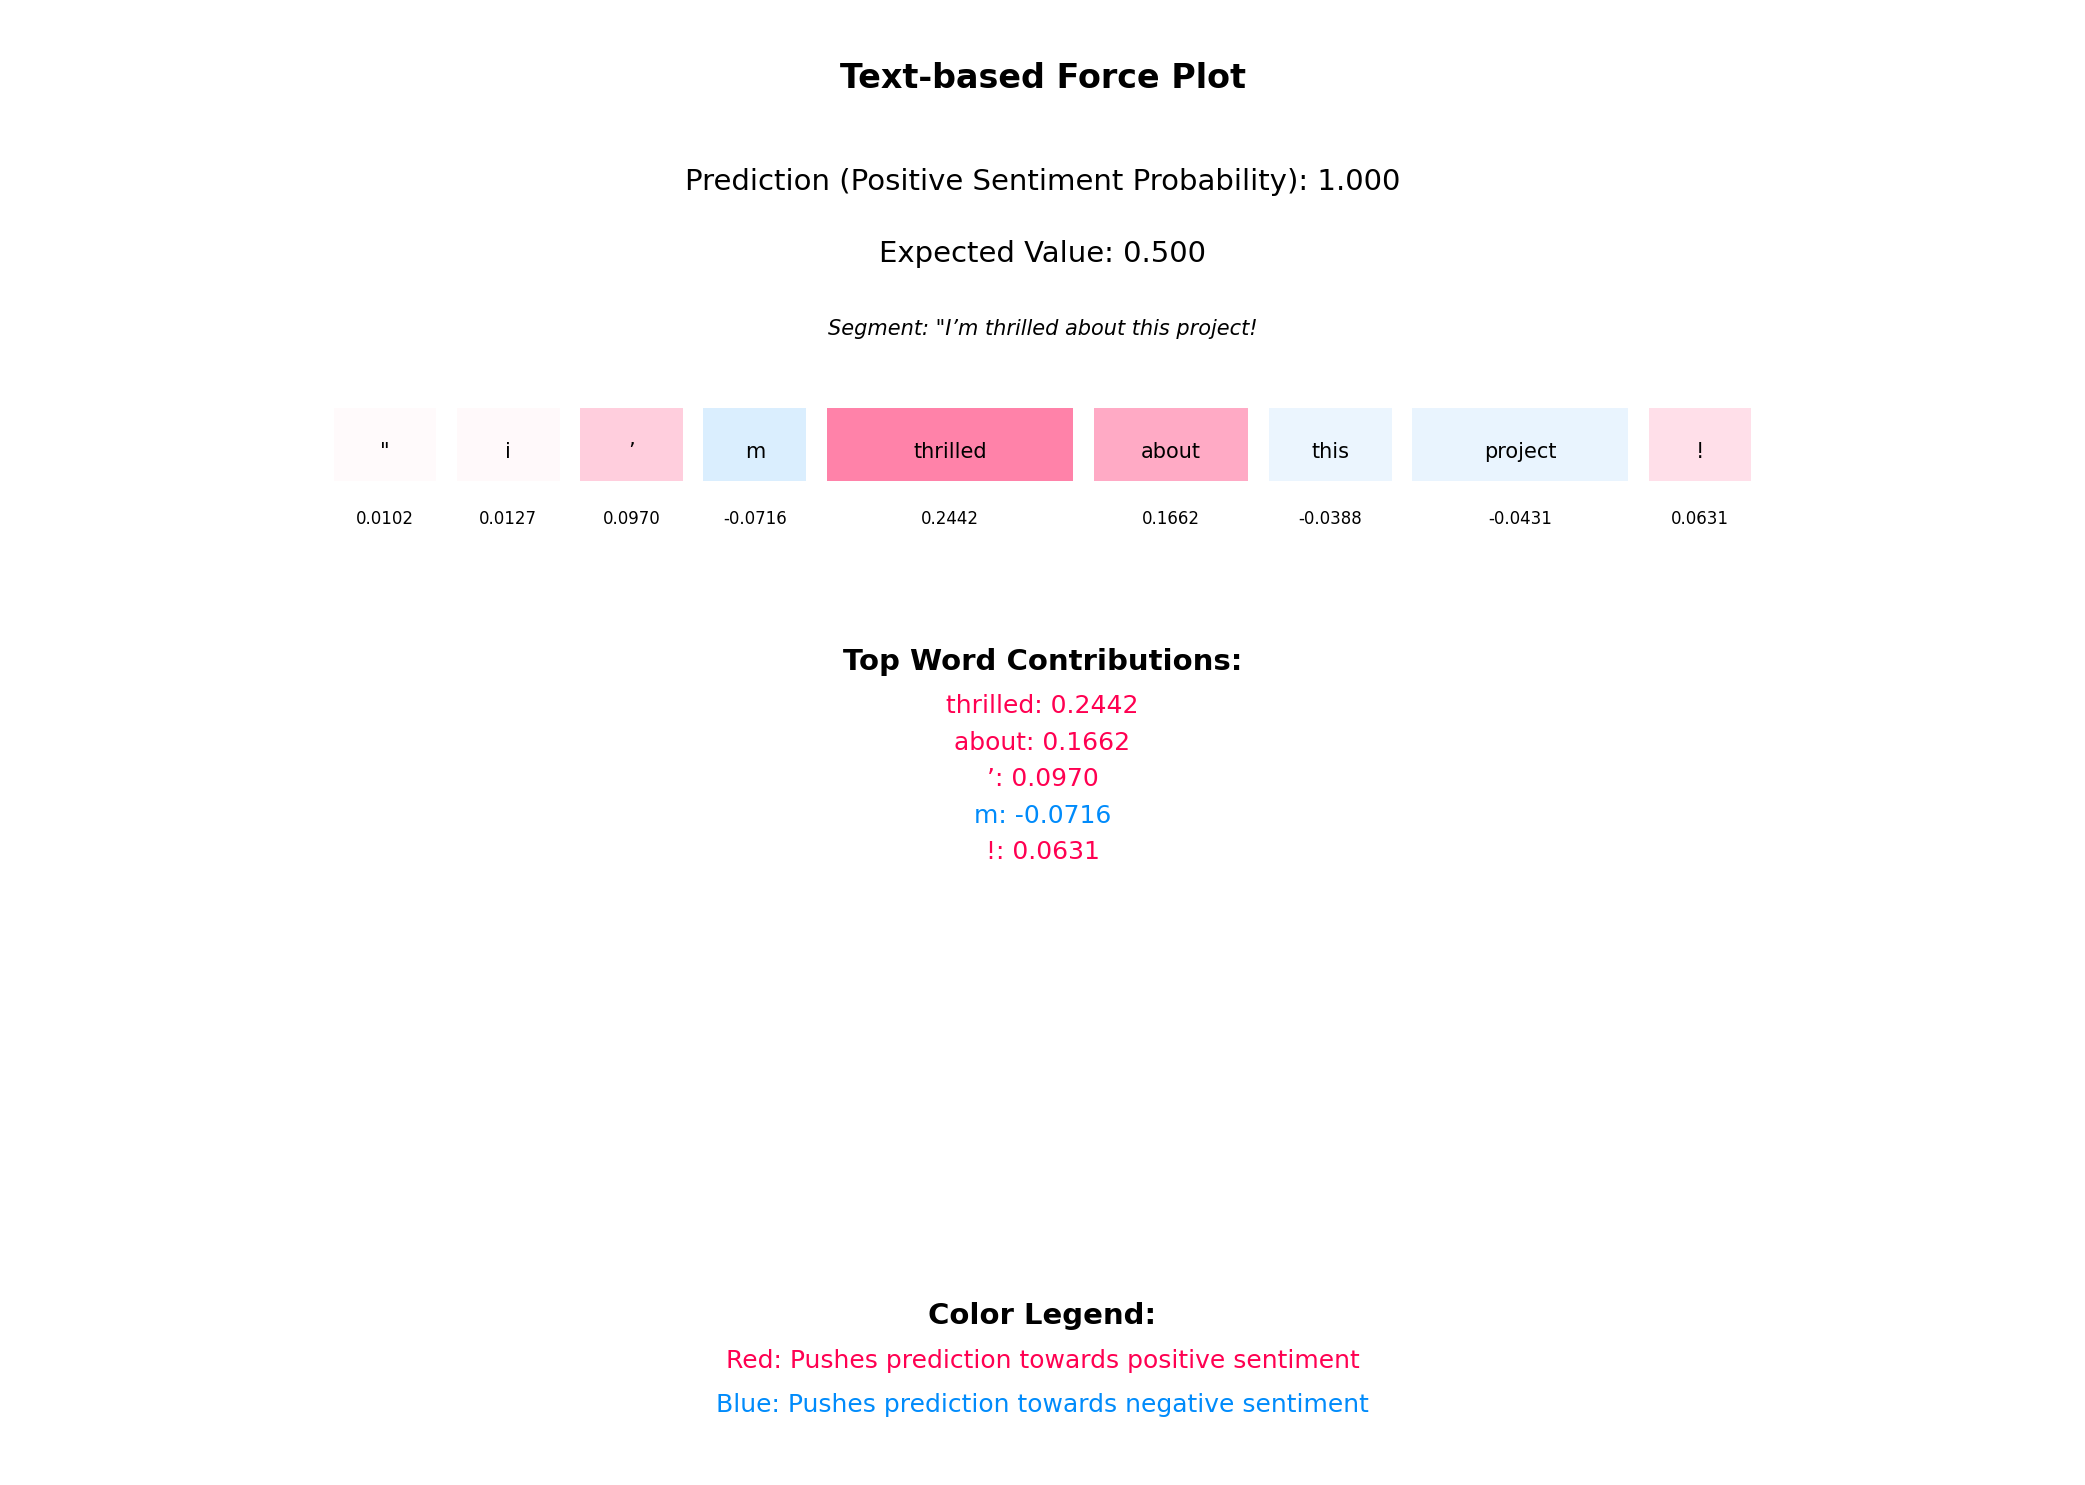 Text-based Force Plot
Prediction (Positive Sentiment Probability): 1.000
Expected Value: 0.500
Segment: "I’m thrilled about this project!
" i ’ m thrilled about this project !
0.0102 0.0127 0.0970 -0.0716 0.2442 0.1662 -0.0388 -0.0431 0.0631
Top Word Contributions:
thrilled: 0.2442
about: 0.1662
’: 0.0970
m: -0.0716
!: 0.0631
Color Legend:
Red: Pushes prediction towards positive sentiment
Blue: Pushes prediction towards negative sentiment